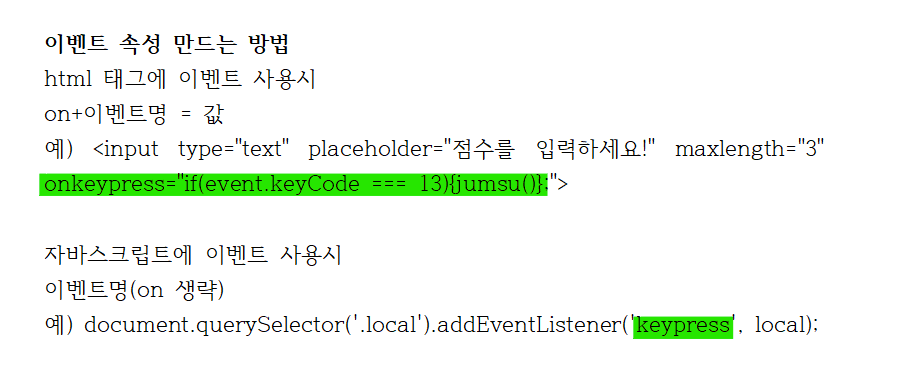 이벤트 속성 만드는 방법
html 태그에 이벤트 사용시
on+이벤트명 = 값
예) <input type="text" placeholder="점수를 입력하세요!" maxlength="3"
onkeypress="if(event.keyCode === 13){jumsu()};">
자바스크립트에 이벤트 사용시
이벤트명(on 생략)
예) document.querySelector('.local').addEventListener('keypress', local);